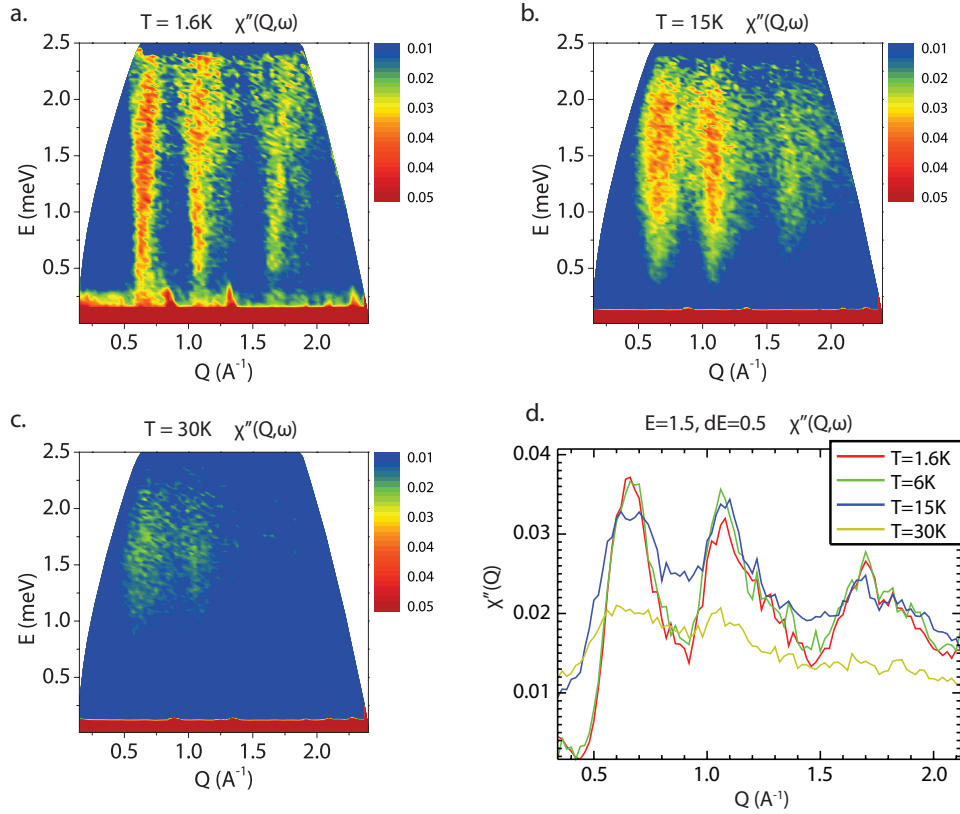 a.
T = 1.6K χ″(Q,ω)
2.5
2.0
1.5
1.0
0.5
E (meV)
0.5 1.0 1.5 2.0
Q (A⁻¹)
0.01
0.02
0.03
0.04
0.04
0.05
b.
T = 15K χ″(Q,ω)
2.5
2.0
1.5
1.0
0.5
E (meV)
0.5 1.0 1.5 2.0
Q (A⁻¹)
0.01
0.02
0.03
0.04
0.04
0.05
c.
T = 30K χ″(Q,ω)
2.5
2.0
1.5
1.0
0.5
E (meV)
0.5 1.0 1.5 2.0
Q (A⁻¹)
0.01
0.02
0.03
0.04
0.04
0.05
d.
E=1.5, dE=0.5 χ″(Q,ω)
T=1.6K
T=6K
T=15K
T=30K
0.04
0.03
0.02
0.01
χ″(Q)
0.5 1.0 1.5 2.0
Q (A⁻¹)